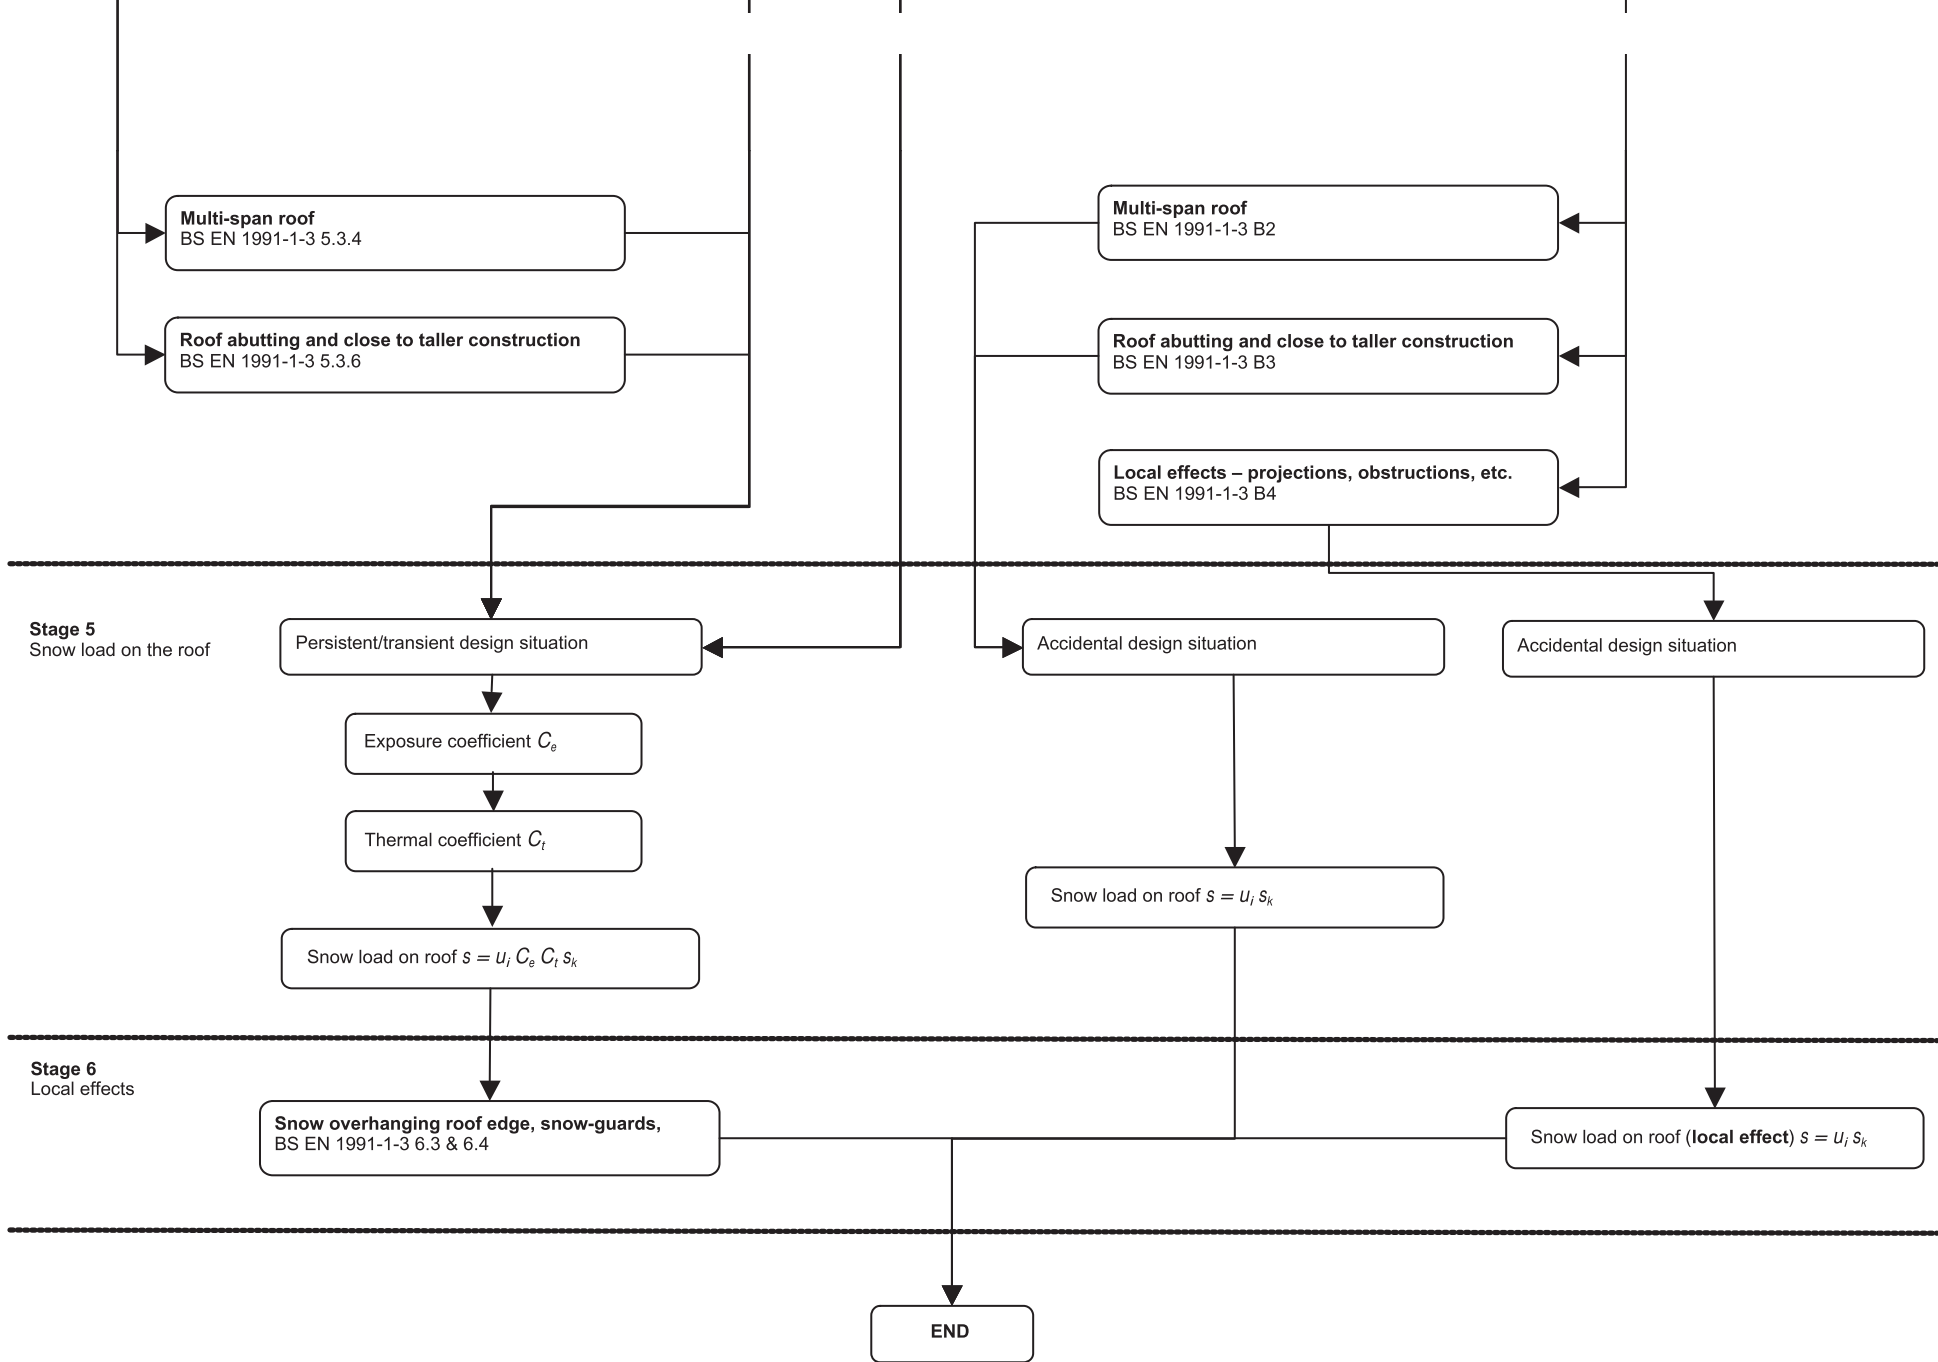 Multi-span roof
BS EN 1991-1-3 5.3.4
Multi-span roof
BS EN 1991-1-3 B2
Roof abutting and close to taller construction
BS EN 1991-1-3 5.3.6
Roof abutting and close to taller construction
BS EN 1991-1-3 B3
Local effects – projections, obstructions, etc.
BS EN 1991-1-3 B4
Stage 5
Snow load on the roof
Persistent/transient design situation
Accidental design situation
Accidental design situation
Exposure coefficient Ce
Thermal coefficient Ct
Snow load on roof s = ui sk
Snow load on roof s = ui Ce Ct sk
Stage 6
Local effects
Snow overhanging roof edge, snow-guards,
BS EN 1991-1-3 6.3 & 6.4
Snow load on roof (local effect) s = ui sk
END